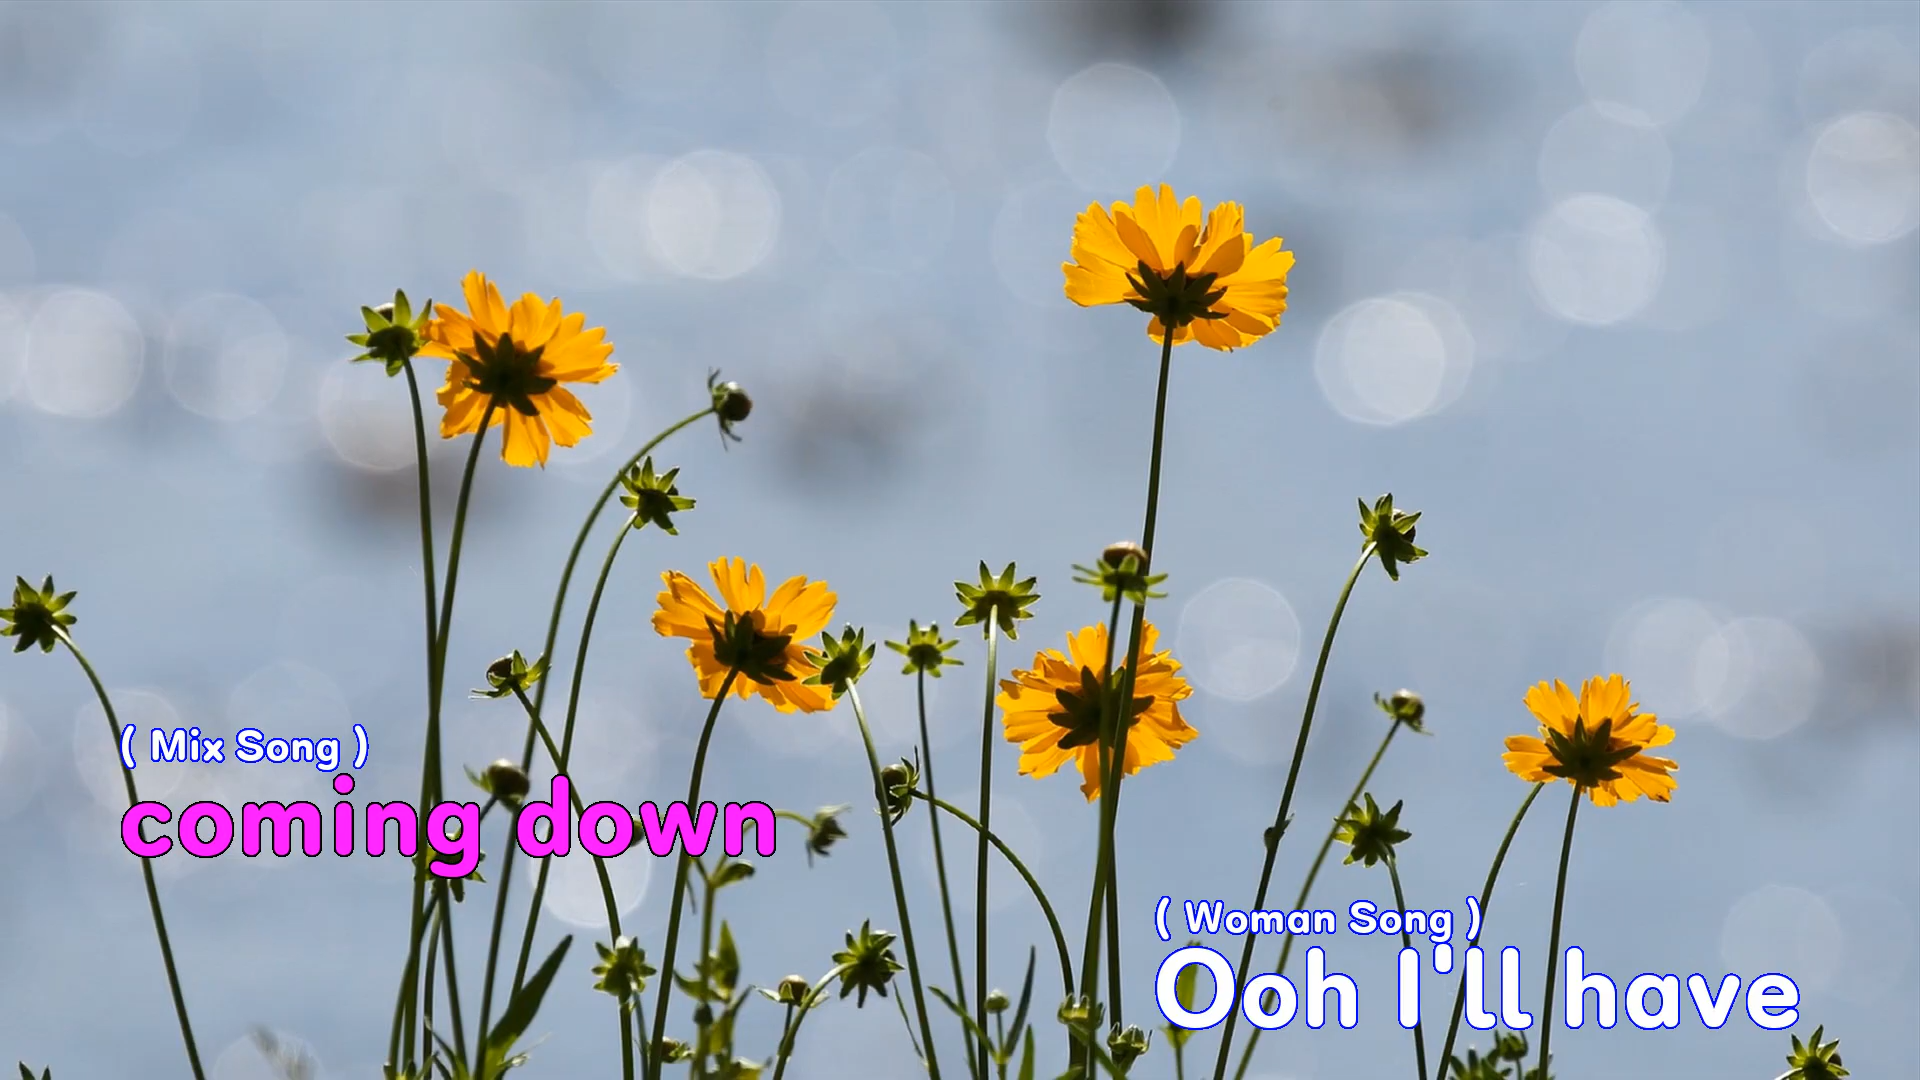 ( Mix Song )
coming down
( Woman Song )
Ooh I'll have